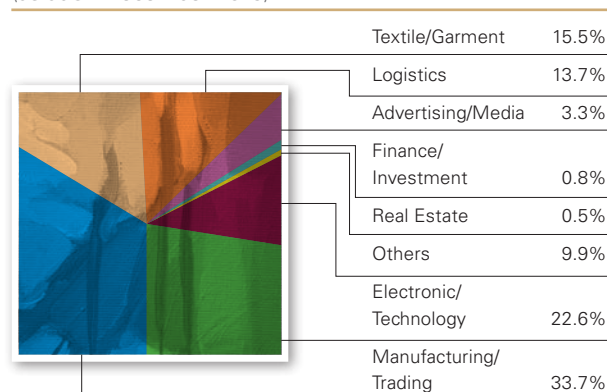 Textile/Garment 15.5%
Logistics 13.7%
Advertising/Media 3.3%
Finance/
Investment 0.8%
Real Estate 0.5%
Others 9.9%
Electronic/
Technology 22.6%
Manufacturing/
Trading 33.7%